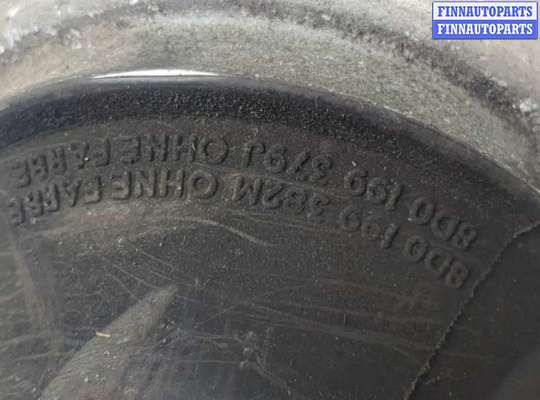 FINNAUTOPARTS
FINNAUTOPARTS
8D0 199 382M OHNE FARBE
8D0 199 379J OHNE FARBE